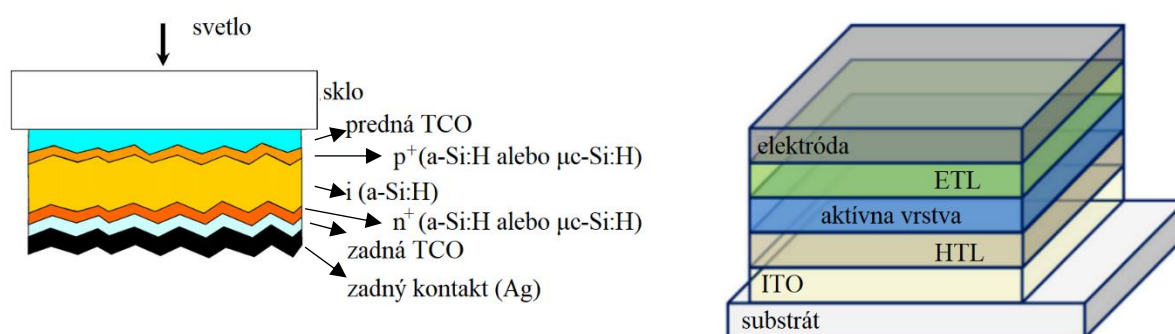 svetlo
sklo
predná TCO
p⁺(a-Si:H alebo μc-Si:H)
i (a-Si:H)
n⁺(a-Si:H alebo μc-Si:H)
zadná TCO
zadný kontakt (Ag)
elektróda
ETL
aktívna vrstva
HTL
ITO
substrát